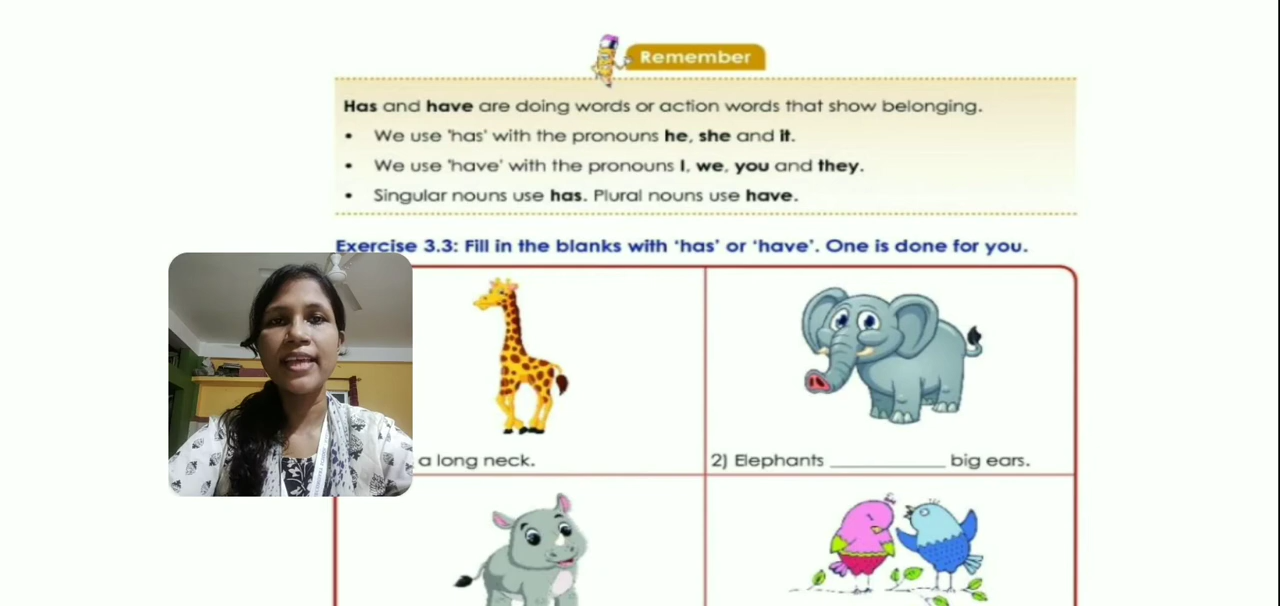 Remember
Has and have are doing words or action words that show belonging.
• We use 'has' with the pronouns he, she and it.
• We use 'have' with the pronouns I, we, you and they.
• Singular nouns use has. Plural nouns use have.
Exercise 3.3: Fill in the blanks with ‘has’ or ‘have’. One is done for you.
a long neck.
2) Elephants ____________ big ears.